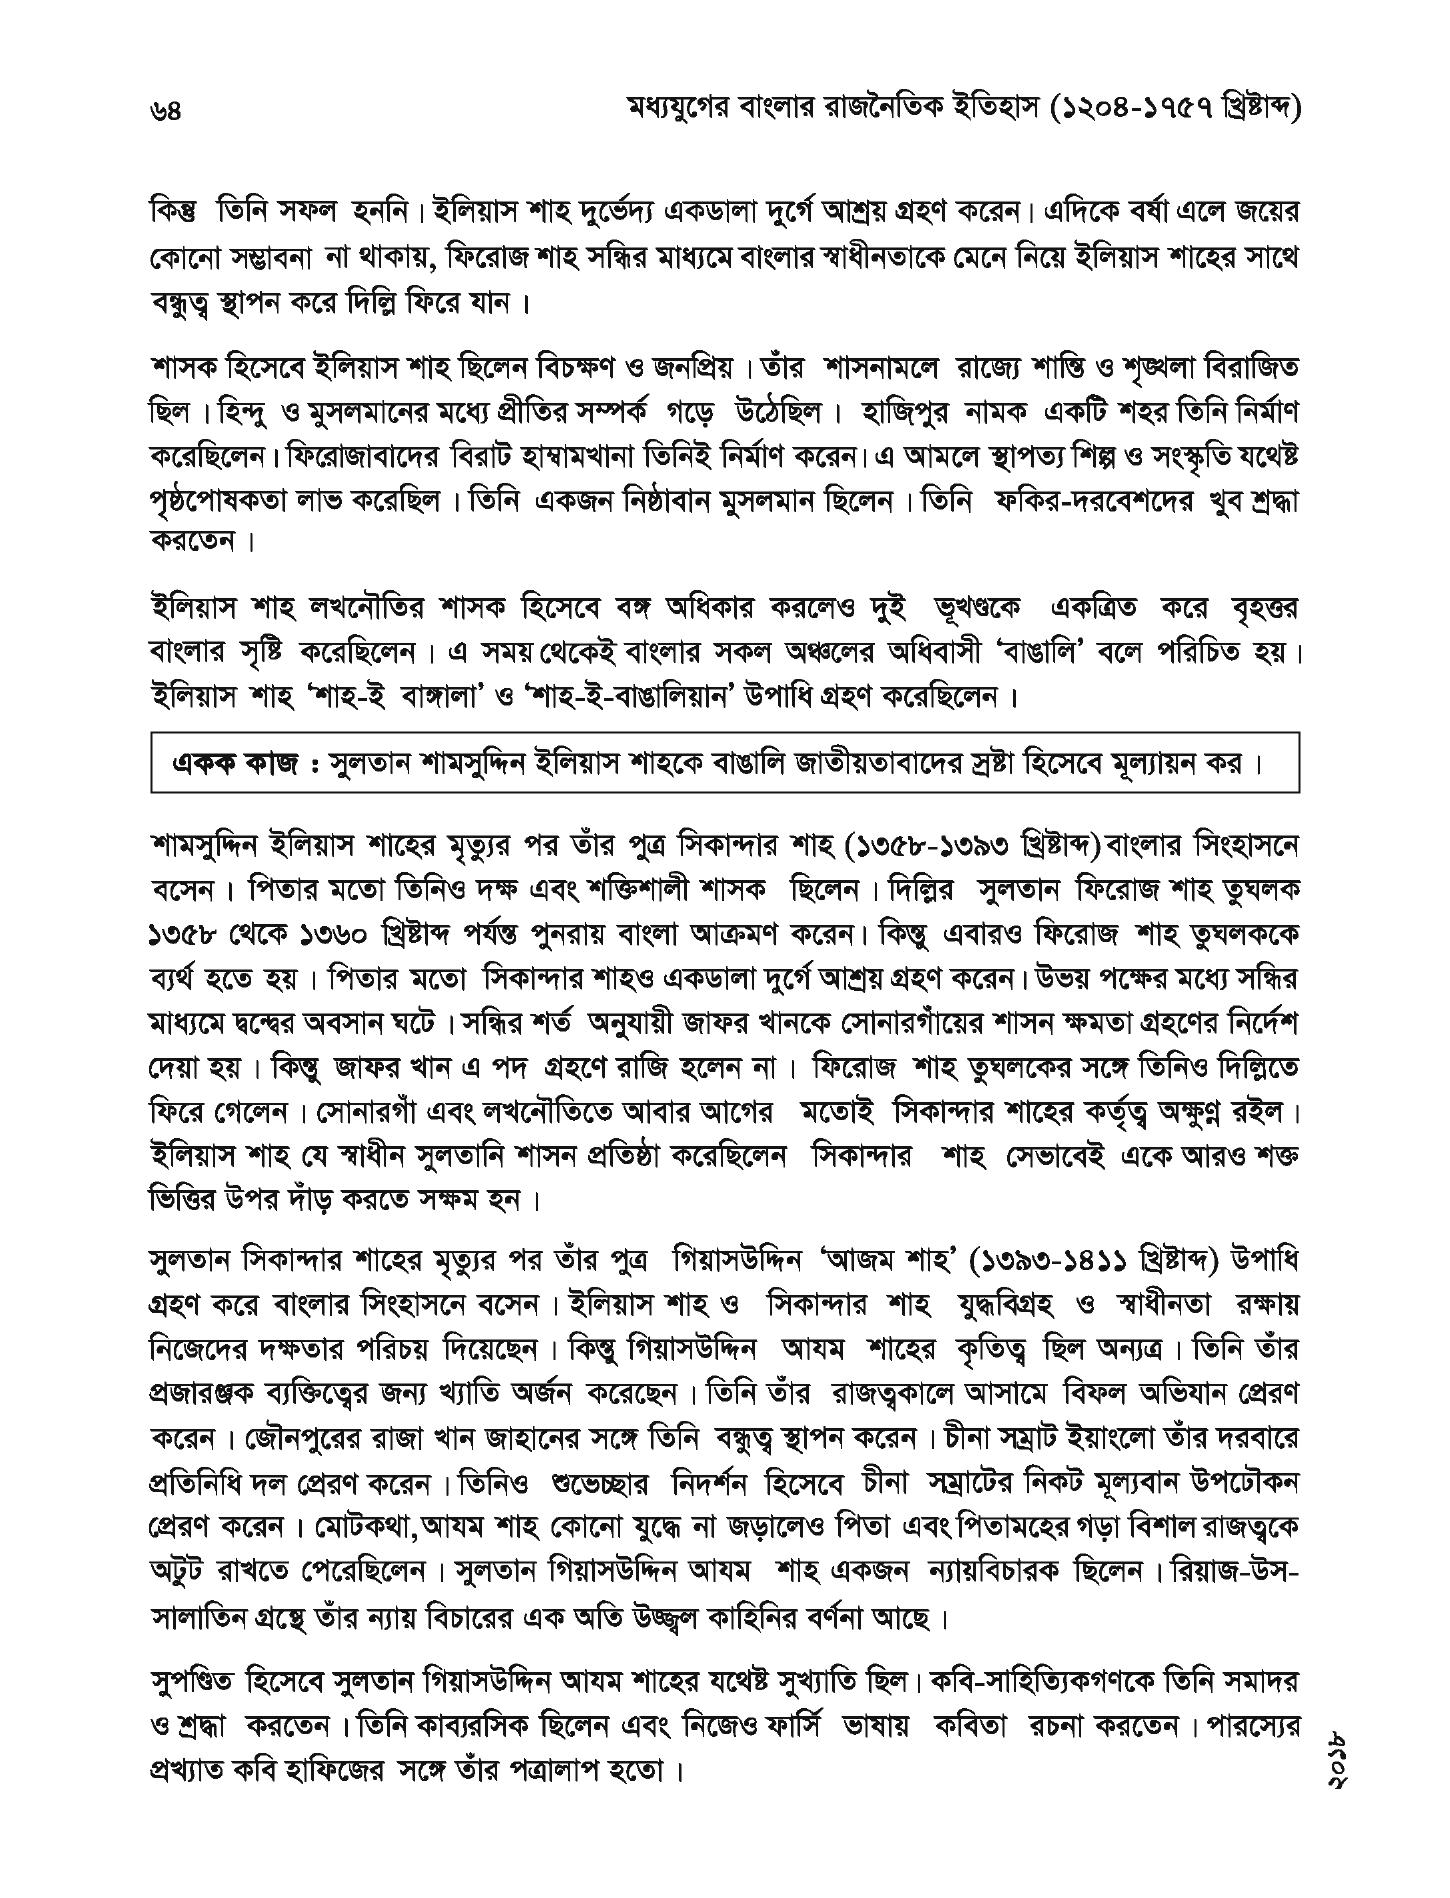 ৬৪
মধ্যযুগের বাংলার রাজনৈতিক ইতিহাস (১২০৪-১৭৫৭ খ্রিষ্টাব্দ)
কিন্তু তিনি সফল হননি। ইলিয়াস শাহ দুর্ভেদ্য একডালা দুর্গে আশ্রয় গ্রহণ করেন। এদিকে বর্ষা এলে জয়ের
কোনো সম্ভাবনা না থাকায়, ফিরোজ শাহ সন্ধির মাধ্যমে বাংলার স্বাধীনতাকে মেনে নিয়ে ইলিয়াস শাহের সাথে
বন্ধুত্ব স্থাপন করে দিল্লি ফিরে যান।
শাসক হিসেবে ইলিয়াস শাহ ছিলেন বিচক্ষণ ও জনপ্রিয়। তাঁর শাসনামলে রাজ্যে শান্তি ও শৃঙ্খলা বিরাজিত
ছিল। হিন্দু ও মুসলমানের মধ্যে প্রীতির সম্পর্ক গড়ে উঠেছিল। হাজিপুর নামক একটি শহর তিনি নির্মাণ
করেছিলেন। ফিরোজাবাদের বিরাট হাম্বামখানা তিনিই নির্মাণ করেন। এ আমলে স্থাপত্য শিল্প ও সংস্কৃতি যথেষ্ট
পৃষ্ঠপোষকতা লাভ করেছিল। তিনি একজন নিষ্ঠাবান মুসলমান ছিলেন। তিনি ফকির-দরবেশদের খুব শ্রদ্ধা
করতেন।
ইলিয়াস শাহ লখনৌতির শাসক হিসেবে বঙ্গ অধিকার করলেও দুই ভূখণ্ডকে একত্রিত করে বৃহত্তর
বাংলার সৃষ্টি করেছিলেন। এ সময় থেকেই বাংলার সকল অঞ্চলের অধিবাসী ‘বাঙালি’ বলে পরিচিত হয়।
ইলিয়াস শাহ ‘শাহ-ই বাঙ্গালা’ ও ‘শাহ-ই-বাঙালিয়ান’ উপাধি গ্রহণ করেছিলেন।
একক কাজ : সুলতান শামসুদ্দিন ইলিয়াস শাহকে বাঙালি জাতীয়তাবাদের স্রষ্টা হিসেবে মূল্যায়ন কর।
শামসুদ্দিন ইলিয়াস শাহের মৃত্যুর পর তাঁর পুত্র সিকান্দার শাহ (১৩৫৮-১৩৯৩ খ্রিষ্টাব্দ) বাংলার সিংহাসনে
বসেন। পিতার মতো তিনিও দক্ষ এবং শক্তিশালী শাসক ছিলেন। দিল্লির সুলতান ফিরোজ শাহ তুঘলক
১৩৫৮ থেকে ১৩৬০ খ্রিষ্টাব্দ পর্যন্ত পুনরায় বাংলা আক্রমণ করেন। কিন্তু এবারও ফিরোজ শাহ তুঘলককে
ব্যর্থ হতে হয়। পিতার মতো সিকান্দার শাহও একডালা দুর্গে আশ্রয় গ্রহণ করেন। উভয় পক্ষের মধ্যে সন্ধির
মাধ্যমে দ্বন্দ্বের অবসান ঘটে। সন্ধির শর্ত অনুযায়ী জাফর খানকে সোনারগাঁয়ের শাসন ক্ষমতা গ্রহণের নির্দেশ
দেয়া হয়। কিন্তু জাফর খান এ পদ গ্রহণে রাজি হলেন না। ফিরোজ শাহ তুঘলকের সঙ্গে তিনিও দিল্লিতে
ফিরে গেলেন। সোনারগাঁ এবং লখনৌতিতে আবার আগের মতোই সিকান্দার শাহের কর্তৃত্ব অক্ষুণ্ন রইল।
ইলিয়াস শাহ যে স্বাধীন সুলতানি শাসন প্রতিষ্ঠা করেছিলেন সিকান্দার শাহ সেভাবেই একে আরও শক্ত
ভিত্তির উপর দাঁড় করতে সক্ষম হন।
সুলতান সিকান্দার শাহের মৃত্যুর পর তাঁর পুত্র গিয়াসউদ্দিন ‘আজম শাহ’ (১৩৯৩-১৪১১ খ্রিষ্টাব্দ) উপাধি
গ্রহণ করে বাংলার সিংহাসনে বসেন। ইলিয়াস শাহ ও সিকান্দার শাহ যুদ্ধবিগ্রহ ও স্বাধীনতা রক্ষায়
নিজেদের দক্ষতার পরিচয় দিয়েছেন। কিন্তু গিয়াসউদ্দিন আযম শাহের কৃতিত্ব ছিল অন্যত্র। তিনি তাঁর
প্রজারঞ্জক ব্যক্তিত্বের জন্য খ্যাতি অর্জন করেছেন। তিনি তাঁর রাজত্বকালে আসামে বিফল অভিযান প্রেরণ
করেন। জৌনপুরের রাজা খান জাহানের সঙ্গে তিনি বন্ধুত্ব স্থাপন করেন। চীনা সম্রাট ইয়াংলো তাঁর দরবারে
প্রতিনিধি দল প্রেরণ করেন। তিনিও শুভেচ্ছার নিদর্শন হিসেবে চীনা সম্রাটের নিকট মূল্যবান উপঢৌকন
প্রেরণ করেন। মোটকথা, আযম শাহ কোনো যুদ্ধে না জড়ালেও পিতা এবং পিতামহের গড়া বিশাল রাজত্বকে
অটুট রাখতে পেরেছিলেন। সুলতান গিয়াসউদ্দিন আযম শাহ একজন ন্যায়বিচারক ছিলেন। রিয়াজ-উস-
সালাতিন গ্রন্থে তাঁর ন্যায় বিচারের এক অতি উজ্জ্বল কাহিনির বর্ণনা আছে।
সুপণ্ডিত হিসেবে সুলতান গিয়াসউদ্দিন আযম শাহের যথেষ্ট সুখ্যাতি ছিল। কবি-সাহিত্যিকগণকে তিনি সমাদর
ও শ্রদ্ধা করতেন। তিনি কাব্যরসিক ছিলেন এবং নিজেও ফার্সি ভাষায় কবিতা রচনা করতেন। পারস্যের
প্রখ্যাত কবি হাফিজের সঙ্গে তাঁর পত্রালাপ হতো।
২০১৮